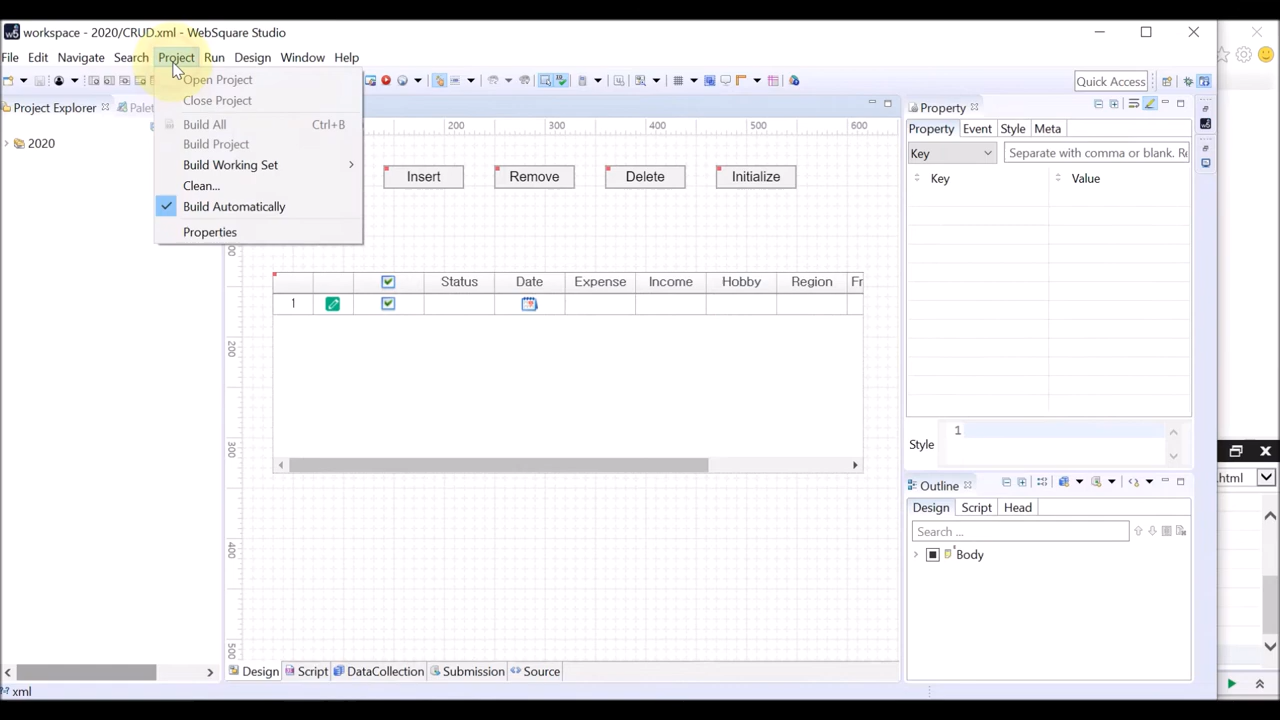 workspace - 2020/CRUD.xml - WebSquare Studio
File Edit Navigate Search Project Run Design Window Help
Quick Access
Open Project
Close Project
Build All Ctrl+B
Build Project
Build Working Set
Clean...
Build Automatically
Properties
Project Explorer Palet
2020
200 300 400 500 600
Insert Remove Delete Initialize
Status Date Expense Income Hobby Region Fr
1
00
200
300
400
500
Design Script DataCollection Submission Source
xml
Property
Property Event Style Meta
Key Separate with comma or blank. Re
Key Value
Style 1
Outline
Design Script Head
Search ...
Body
.html